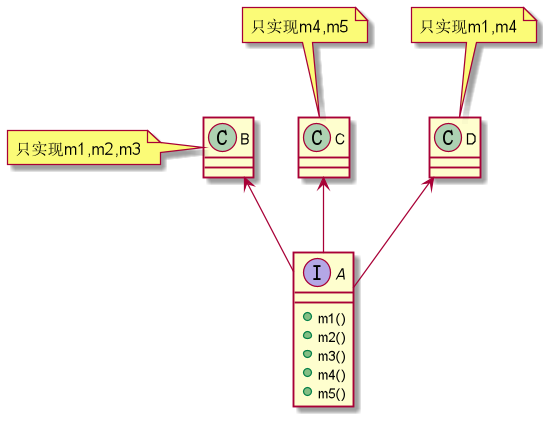 只实现m4,m5
只实现m1,m4
只实现m1,m2,m3
C B
C C
C D
I A
m1()
m2()
m3()
m4()
m5()